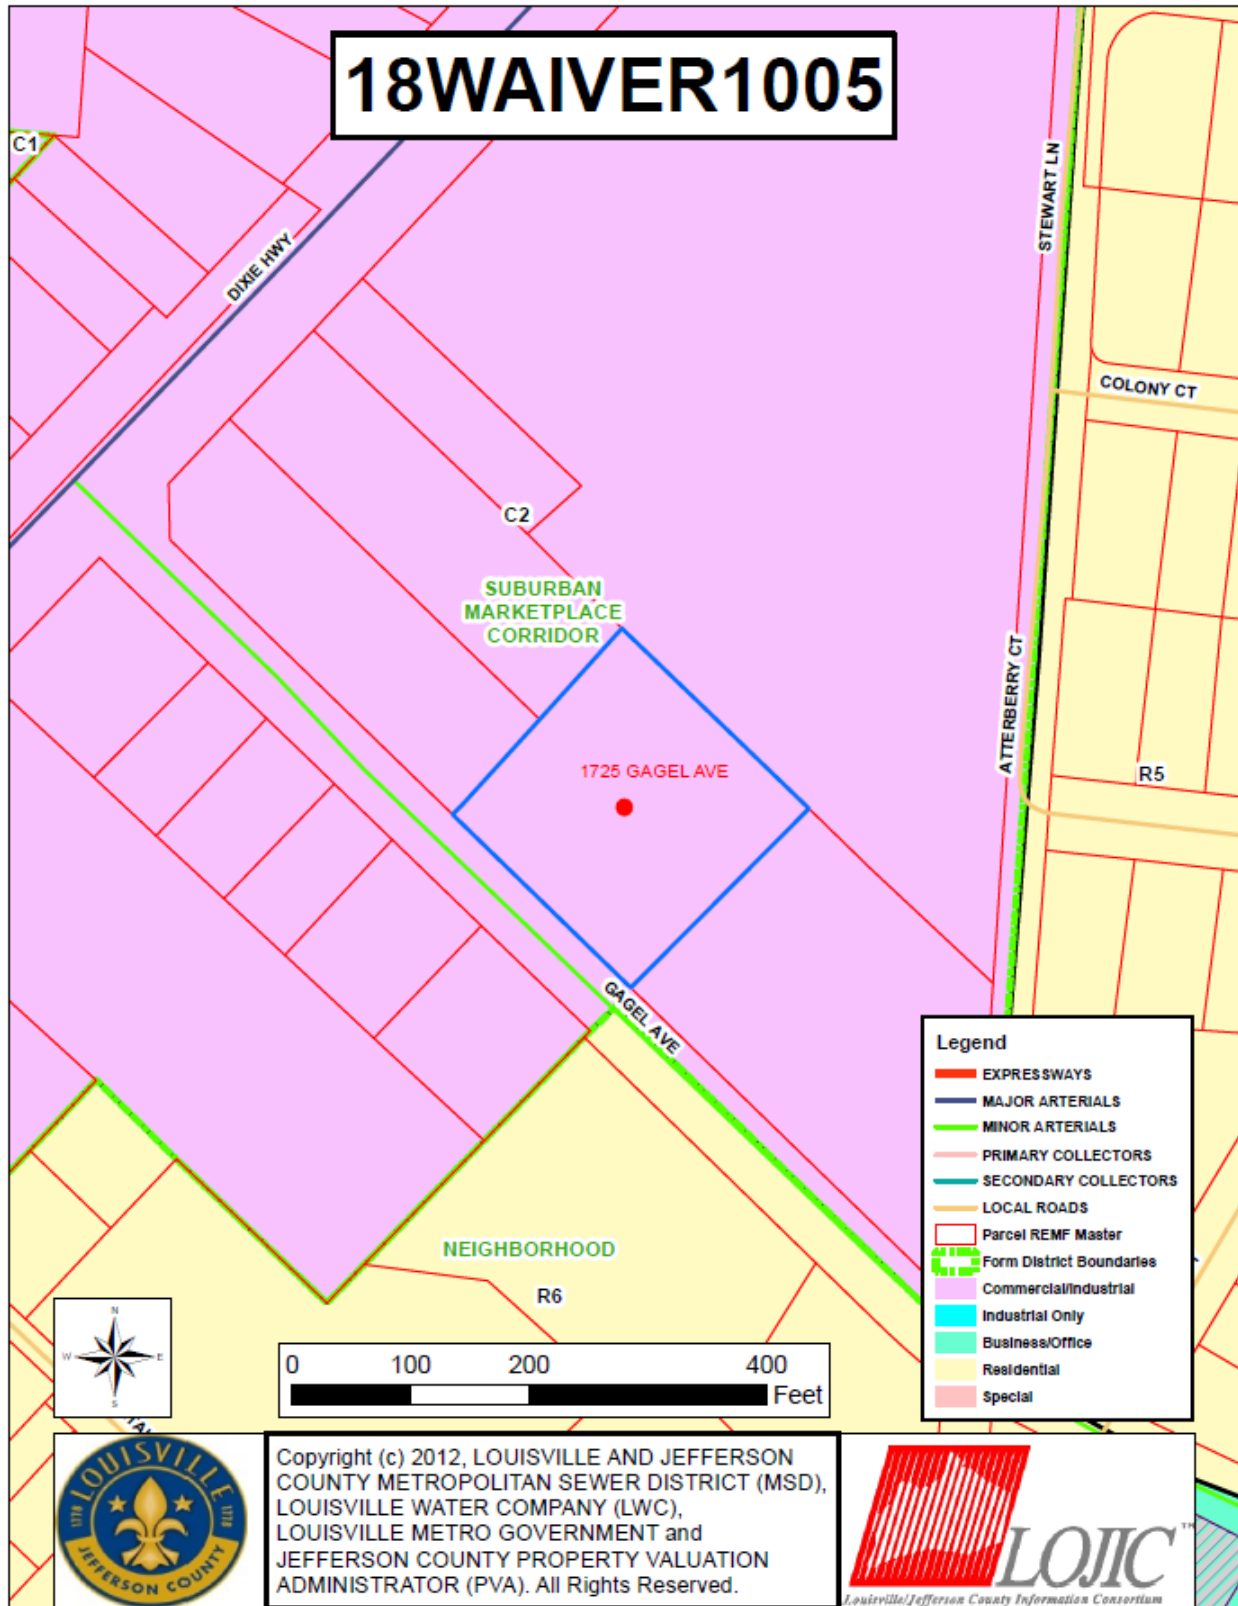 18WAIVER1005
C1
DIXIE HWY
STEWART LN
COLONY CT
C2
SUBURBAN
MARKETPLACE
CORRIDOR
ATTERBERRY CT
1725 GAGEL AVE
R5
GAGEL AVE
NEIGHBORHOOD
R6
Legend
EXPRESSWAYS
MAJOR ARTERIALS
MINOR ARTERIALS
PRIMARY COLLECTORS
SECONDARY COLLECTORS
LOCAL ROADS
Parcel REMF Master
Form District Boundaries
Commercial/Industrial
Industrial Only
Business/Office
Residential
Special
N
W E
S
0 100 200 400
Feet
LOUISVILLE
1778 1778
JEFFERSON COUNTY
Copyright (c) 2012, LOUISVILLE AND JEFFERSON
COUNTY METROPOLITAN SEWER DISTRICT (MSD),
LOUISVILLE WATER COMPANY (LWC),
LOUISVILLE METRO GOVERNMENT and
JEFFERSON COUNTY PROPERTY VALUATION
ADMINISTRATOR (PVA). All Rights Reserved.
LOJIC™
Louisville/Jefferson County Information Consortium